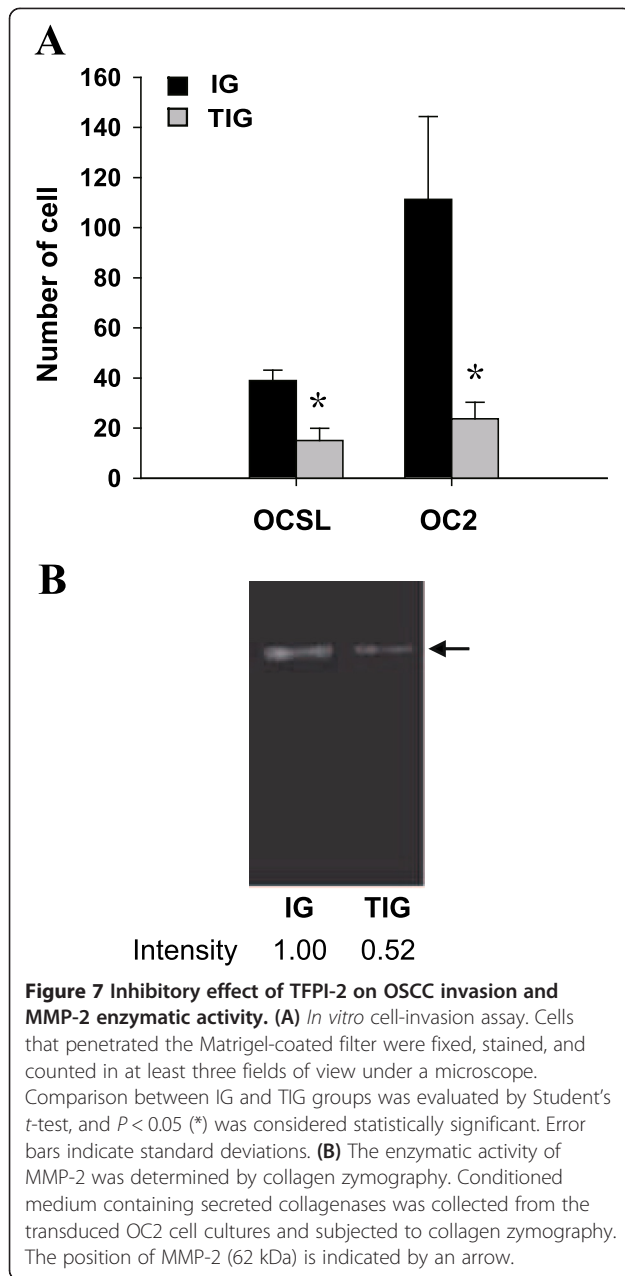 A
160
140
120
100
80
60
40
20
0
Number of cell
IG
TIG
*
*
OCSL OC2
B
IG TIG
Intensity 1.00 0.52
Figure 7 Inhibitory effect of TFPI-2 on OSCC invasion and
MMP-2 enzymatic activity. (A) In vitro cell-invasion assay. Cells
that penetrated the Matrigel-coated filter were fixed, stained, and
counted in at least three fields of view under a microscope.
Comparison between IG and TIG groups was evaluated by Student's
t-test, and P < 0.05 (*) was considered statistically significant. Error
bars indicate standard deviations. (B) The enzymatic activity of
MMP-2 was determined by collagen zymography. Conditioned
medium containing secreted collagenases was collected from the
transduced OC2 cell cultures and subjected to collagen zymography.
The position of MMP-2 (62 kDa) is indicated by an arrow.